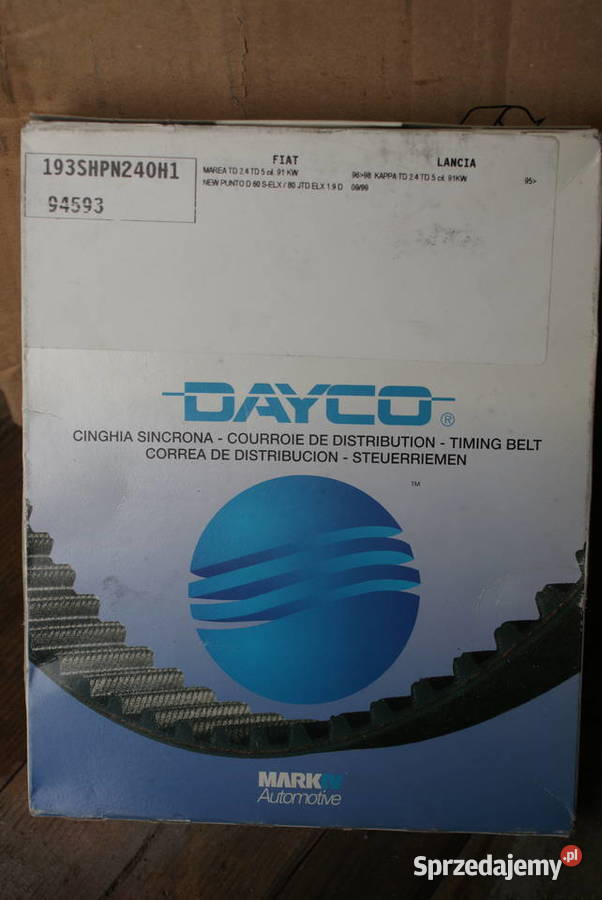 193SHPN240H1
94593
FIAT
MAREA TD 2.4 TD 5 cil. 91 KW 96>98
NEW PUNTO D 60 S-ELX / 80 JTD ELX 1.9 D 09/99
LANCIA
KAPPA TD 2.4 TD 5 cil. 91KW 95>
DAYCO®
CINGHIA SINCRONA - COURROIE DE DISTRIBUTION - TIMING BELT
CORREA DE DISTRIBUCION - STEUERRIEMEN
TM
MARK IV
Automotive
Sprzedajemy.pl